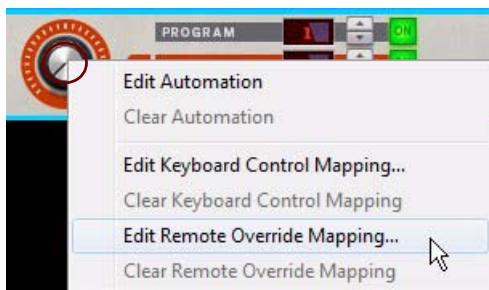 PROGRAM 1 ON
Edit Automation
Clear Automation
Edit Keyboard Control Mapping...
Clear Keyboard Control Mapping
Edit Remote Override Mapping...
Clear Remote Override Mapping